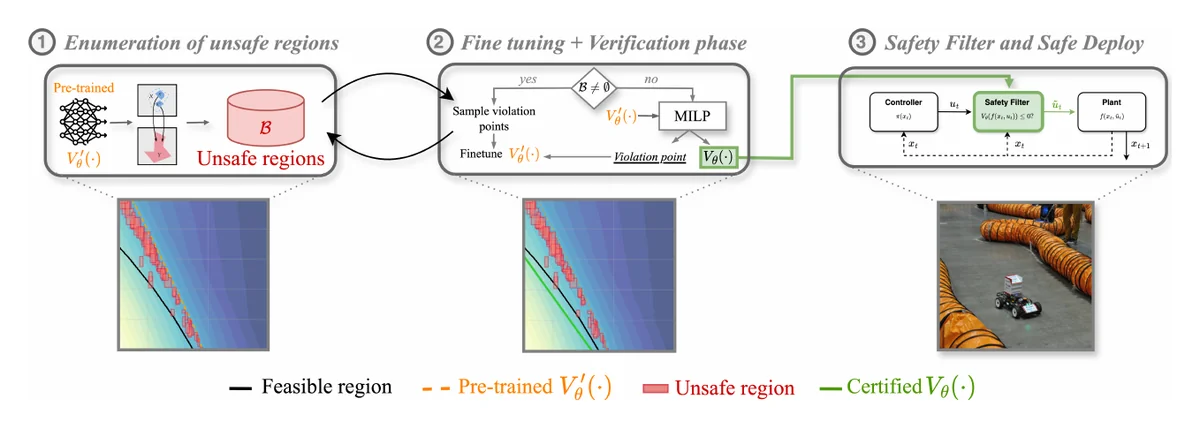 1 Enumeration of unsafe regions
Pre-trained
V′θ(·)
X
Y
B
Unsafe regions
2 Fine tuning + Verification phase
yes
B ≠ ∅
no
Sample violation
points
V′θ(·)
MILP
Finetune V′θ(·)
Violation point
Vθ(·)
3 Safety Filter and Safe Deploy
Controller
π(xt)
ut
Safety Filter
Vθ(f(xt, ut)) ≤ 0?
ũt
Plant
f(xt, ũt)
xt
xt
xt+1
Feasible region
Pre-trained V′θ(·)
Unsafe region
Certified Vθ(·)